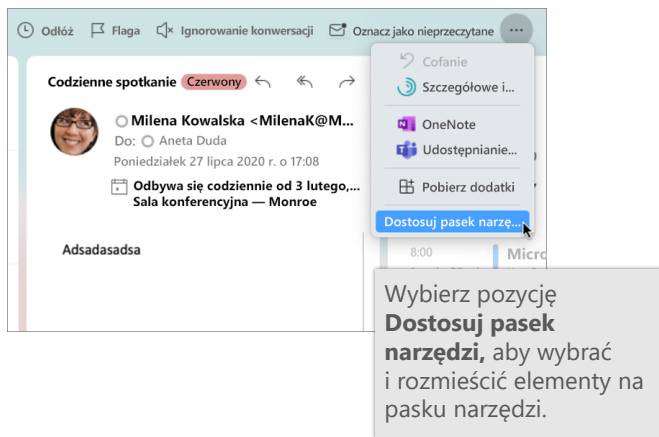 Odłóż Flaga Ignorowanie konwersacji Oznacz jako nieprzeczytane ...
Codzienne spotkanie Czerwony
Milena Kowalska <MilenaK@M...
Do: Aneta Duda
Poniedziałek 27 lipca 2020 r. o 17:08
Odbywa się codziennie od 3 lutego,...
Sala konferencyjna — Monroe
Adsadasadsa
Cofanie
Szczegółowe i...
OneNote
Udostępnianie...
Pobierz dodatki
Dostosuj pasek narzę...
8:00 Micro
Wybierz pozycję
Dostosuj pasek
narzędzi, aby wybrać
i rozmieścić elementy na
pasku narzędzi.